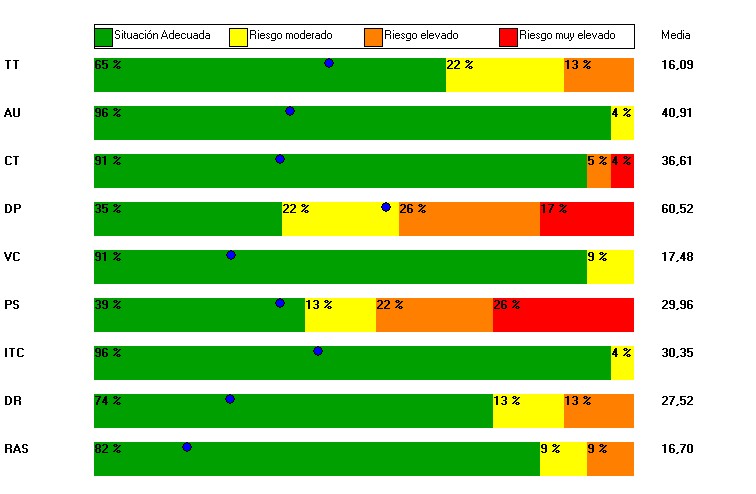 Situación Adecuada Riesgo moderado Riesgo elevado Riesgo muy elevado Media
TT 65 % 22 % 13 % 16,09
AU 96 % 4 % 40,91
CT 91 % 5 % 4 % 36,61
DP 35 % 22 % 26 % 17 % 60,52
VC 91 % 9 % 17,48
PS 39 % 13 % 22 % 26 % 29,96
ITC 96 % 4 % 30,35
DR 74 % 13 % 13 % 27,52
RAS 82 % 9 % 9 % 16,70